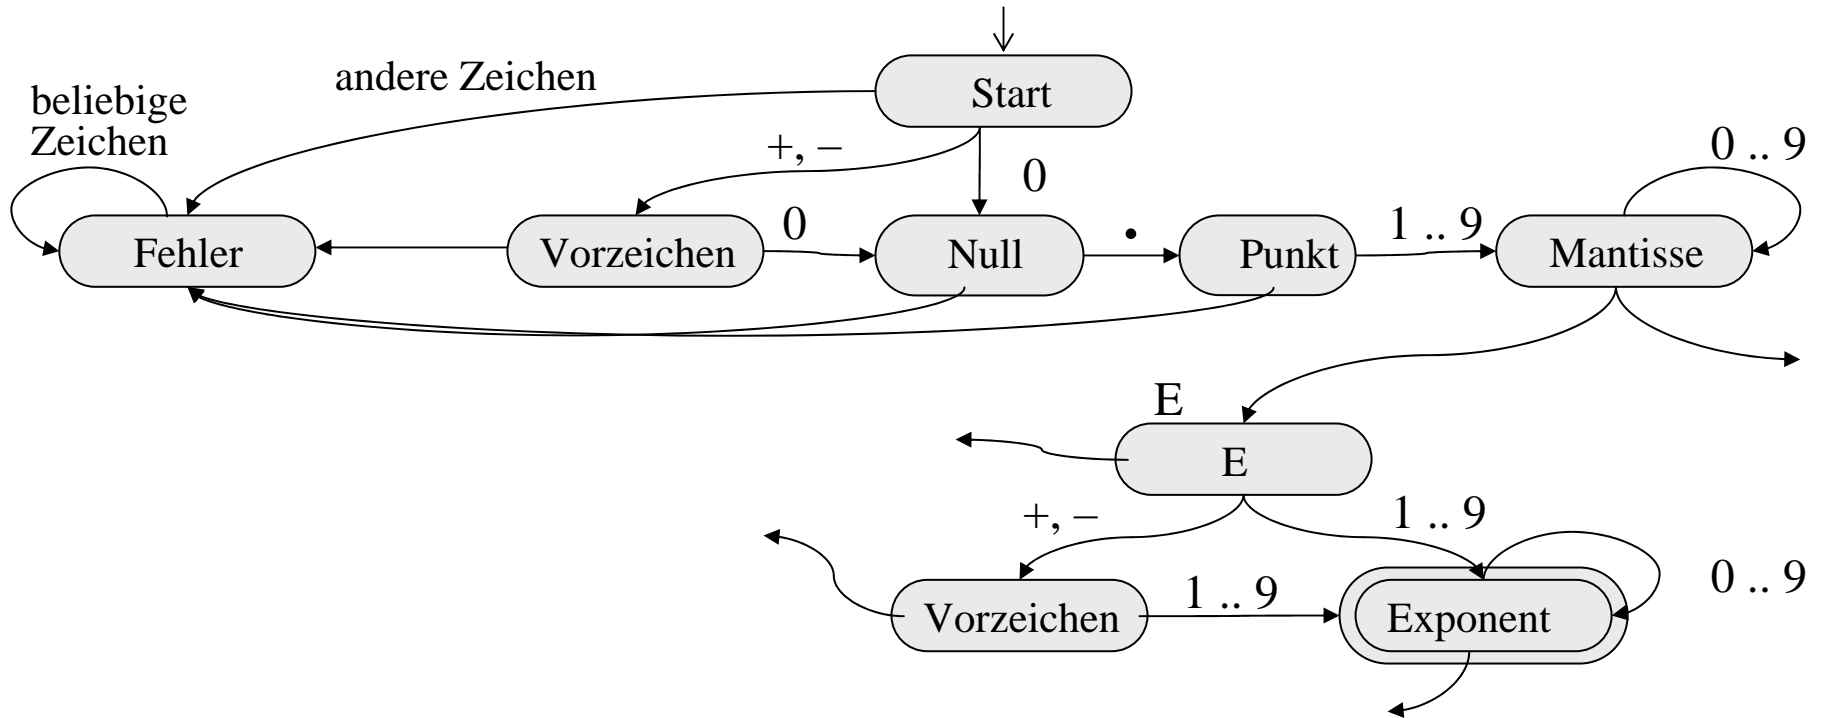 andere Zeichen
Start
beliebige
Zeichen
+, –
0
0 .. 9
Fehler
Vorzeichen
0
Null
.
Punkt
1 .. 9
Mantisse
E
E
+, –
1 .. 9
Vorzeichen
1 .. 9
Exponent
0 .. 9